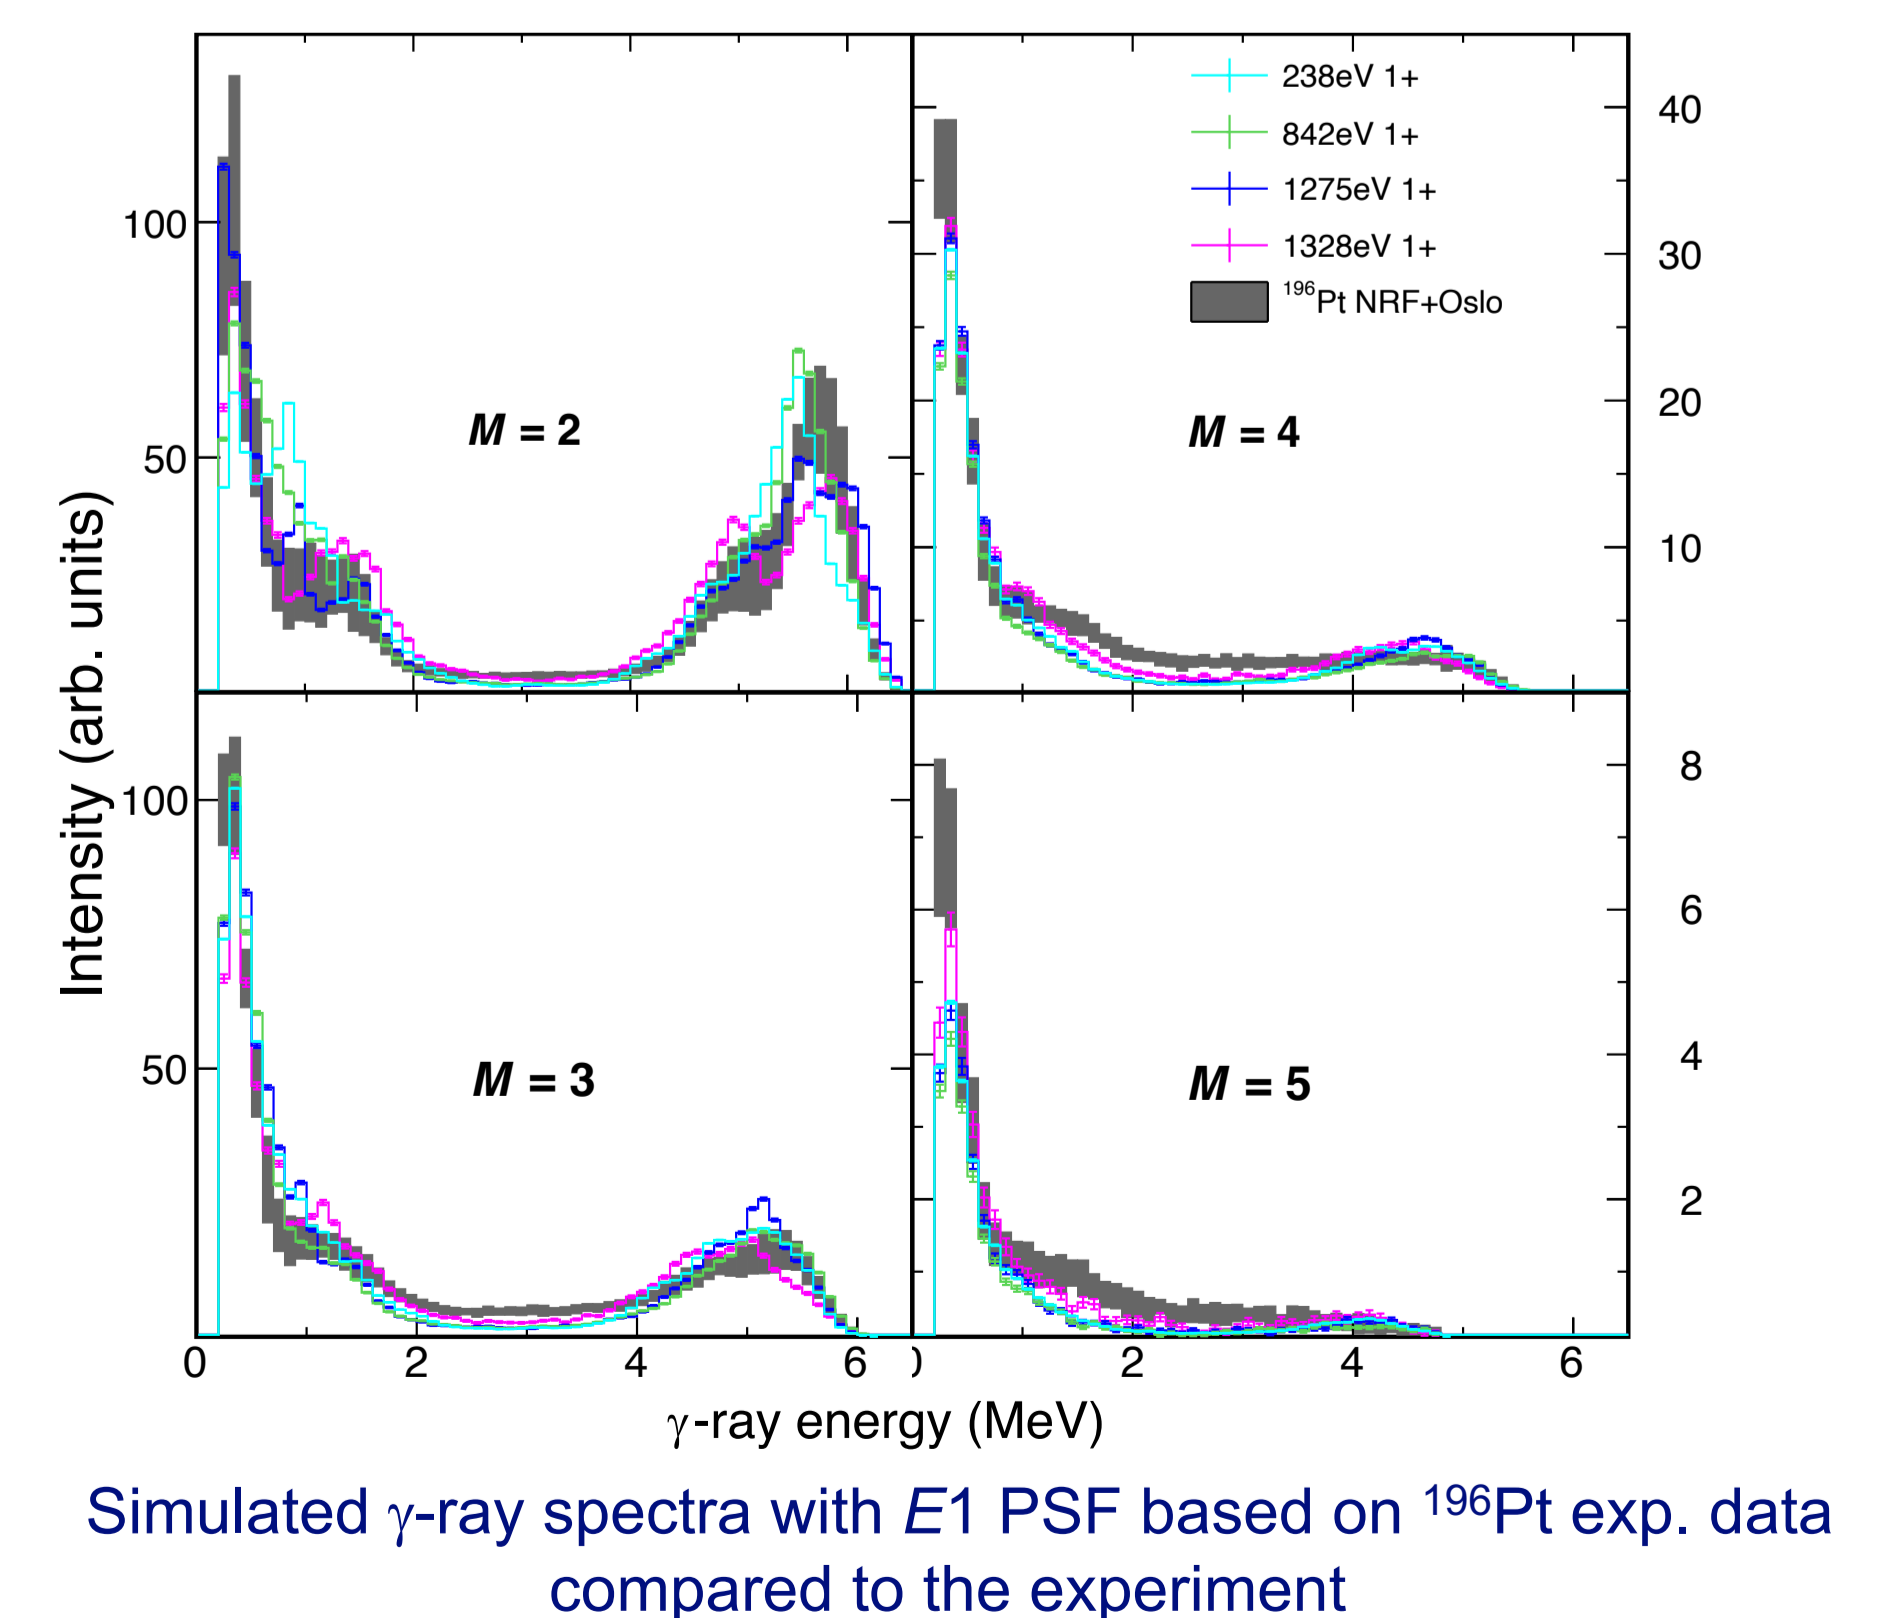 238eV 1+
842eV 1+
1275eV 1+
1328eV 1+
¹⁹⁶Pt NRF+Oslo
M = 2
M = 4
M = 3
M = 5
100
50
40
30
20
10
100
50
8
6
4
2
Intensity (arb. units)
0 2 4 6 0 2 4 6
γ-ray energy (MeV)
Simulated γ-ray spectra with E1 PSF based on ¹⁹⁶Pt exp. data
compared to the experiment